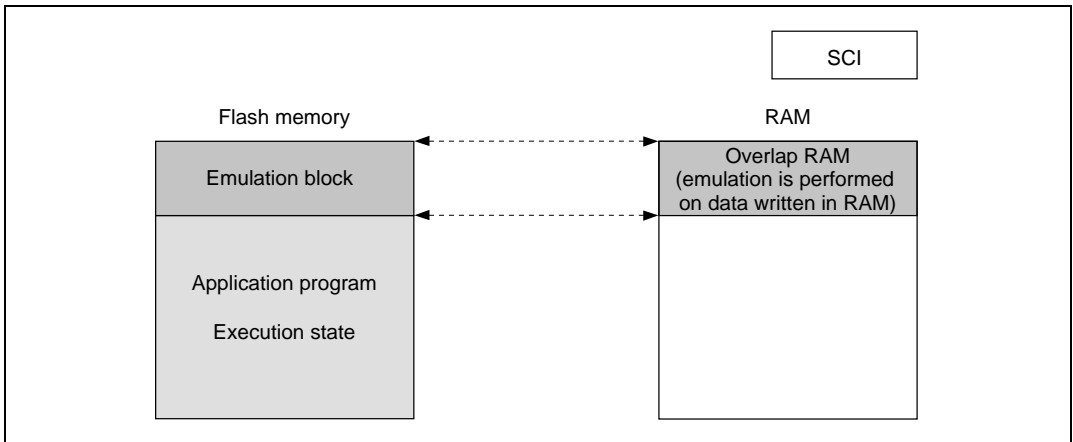 SCI
Flash memory
RAM
Emulation block
Overlap RAM
(emulation is performed
on data written in RAM)
Application program
Execution state